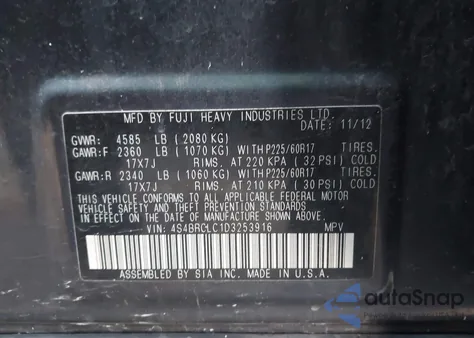 MFD BY FUJI HEAVY INDUSTRIES LTD.
DATE: 11/12
GVWR: 4585 LB (2080 KG)
GAWR:F 2360 LB (1070 KG) WITH P225/60R17 TIRES.
17X7J RIMS. AT 220 KPA (32 PSI) COLD
GAWR:R 2340 LB (1060 KG) WITH P225/60R17 TIRES.
17X7J RIMS. AT 210 KPA (30 PSI) COLD
THIS VEHICLE CONFORMS TO ALL APPLICABLE FEDERAL MOTOR
VEHICLE SAFETY STANDARDS IN EFFECT ON THE DATE OF
MANUFACTURE SHOWN ABOVE.
VIN: 4S4BRCLC1D3253916 MPV
ASSEMBLED BY SIA INC. MADE IN U.S.A.
autoSnap